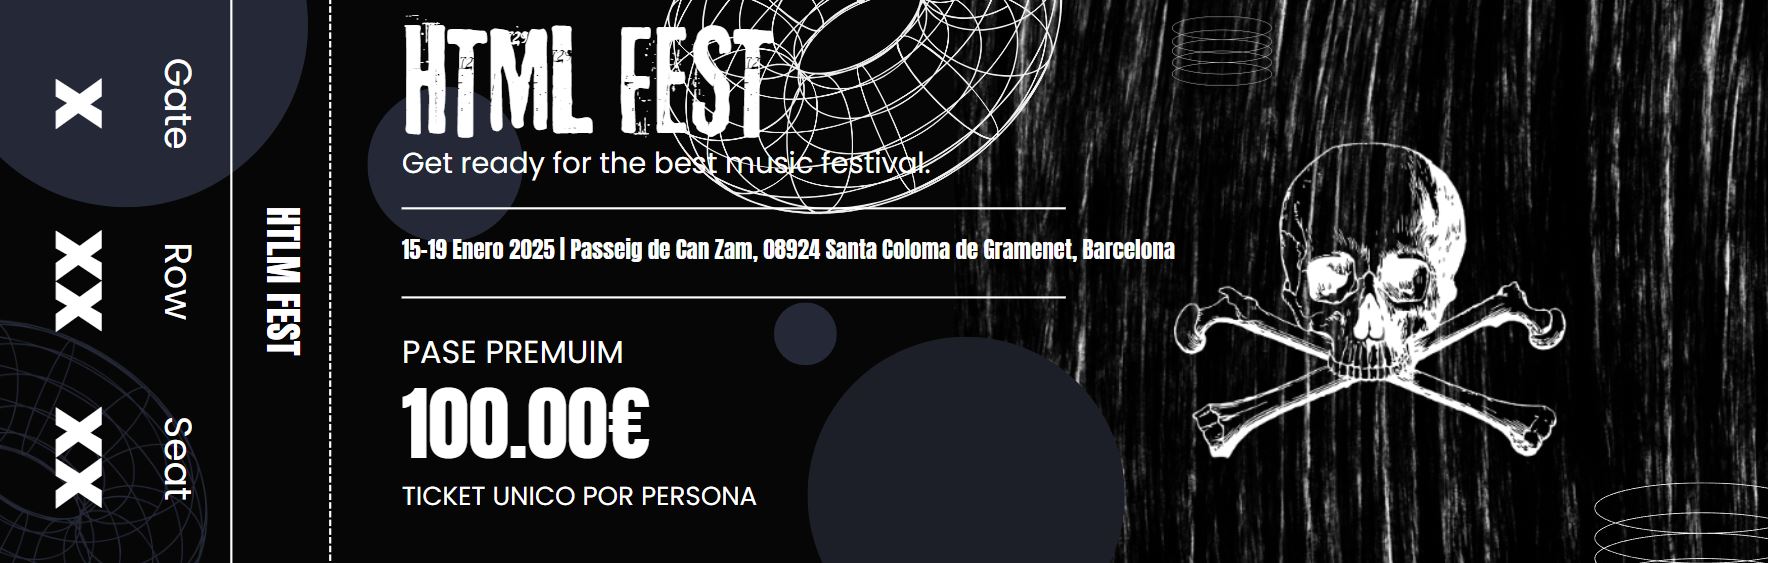 Gate
X
Row
XX
Seat
XX
HTLM FEST
HTML FEST
Get ready for the best music festival.
15-19 Enero 2025 | Passeig de Can Zam, 08924 Santa Coloma de Gramenet, Barcelona
PASE PREMUIM
100.00€
TICKET UNICO POR PERSONA